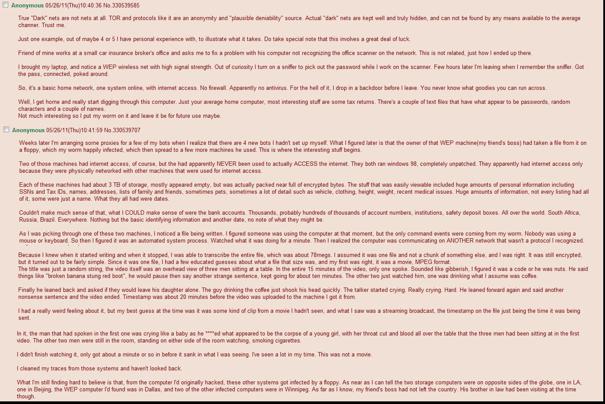 Anonymous 05/26/11(Thu)10:40:36 No.330539585
True "Dark" nets are not nets at all. TOR and protocols like it are an anonymity and "plausible deniability" source. Actual "dark" nets are kept well and truly hidden, and can not be found by any means available to the average
channer. Trust me.
Just one example, out of maybe 4 or 5 I have personal experience with, to illustrate what it takes. Do take special note that this involves a great deal of luck.
Friend of mine works at a small car insurance broker's office and asks me to fix a problem with his computer not recognizing the office scanner on the network. This is not related, just how I ended up there.
I brought my laptop, and notice a WEP wireless net with high signal strength. Out of curiosity I turn on a sniffer to pick out the password while I work on the scanner. Few hours later I'm leaving when I remember the sniffer. Got
the pass, connected, poked around.
So, it's a basic home network, one system online, with internet access. No firewall. Apparently no antivirus. For the hell of it, I drop in a backdoor before I leave. You never know what goodies you can run across.
Well, I get home and really start digging through this computer. Just your average home computer, most interesting stuff are some tax returns. There's a couple of text files that have what appear to be passwords, random
characters and a couple of names.
Not much interesting so I put my worm on it and leave it be for future use maybe.
Anonymous 05/26/11(Thu)10:41:59 No.330539707
Weeks later I'm arranging some proxies for a few of my bots when I realize that there are 4 new bots I hadn't set up myself. What I figured later is that the owner of that WEP machine(my friend's boss) had taken a file from it on
a floppy, which my worm happily infected, which then spread to a few more machines he used. This is where the interesting stuff begins.
Two of those machines had internet access, of course, but the had apparently NEVER been used to actually ACCESS the internet. They both ran windows 98, completely unpatched. They apparently had internet access only
because they were physically networked with other machines that were used for internet access.
Each of these machines had about 3 TB of storage, mostly appeared empty, but was actually packed near full of encrypted bytes. The stuff that was easily viewable included huge amounts of personal information including
SSNs and Tax IDs, names, addresses, lists of family and friends, sometimes pets, sometimes a lot of detail such as vehicle, clothing, height, weight, recent medical issues. Huge amounts of information, not every listing had all
of it, some were just a name. What they all had were dates.
Couldn't make much sense of that, what I COULD make sense of were the bank accounts. Thousands, probably hundreds of thousands of account numbers, institutions, safety deposit boxes. All over the world. South Africa,
Russia, Brazil. Everywhere. Nothing but the basic identifying information and another date, no note of what they might be.
As I was picking through one of these two machines, I noticed a file being written. I figured someone was using the computer at that moment, but the only command events were coming from my worm. Nobody was using a
mouse or keyboard. So then I figured it was an automated system process. Watched what it was doing for a minute. Then I realized the computer was communicating on ANOTHER network that wasn't a protocol I recognized.
Because I knew when it started writing and when it stopped, I was able to transcribe the entire file, which was about 7Bmegs. I assumed it was one file and not a chunk of something else, and I was right. It was still encrypted,
but it turned out to be fairly simple. Since it was one file, I had a few educated guesses about what a file that size was, and my first was right, it was a movie, MPEG format.
The title was just a random string, the video itself was an overhead view of three men sitting at a table. In the entire 15 minutes of the video, only one spoke. Sounded like gibberish, I figured it was a code or he was nuts. He said
things like "broken banana stung red boot", he would pause then say another strange sentence, kept going for about ten minutes. The other two just watched him, one was drinking what I assume was coffee.
Finally he leaned back and asked if they would leave his daughter alone. The guy drinking the coffee just shook his head quickly. The talker started crying. Really crying. Hard. He leaned forward again and said another
nonsense sentence and the video ended. Timestamp was about 20 minutes before the video was uploaded to the machine I got it from.
I had a really weird feeling about it, but my best guess at the time was it was some kind of clip from a movie I hadn't seen, and what I saw was a streaming broadcast, the timestamp on the file just being the time it was being
sent.
In it, the man that had spoken in the first one was crying like a baby as he ****ed what appeared to be the corpse of a young girl, with her throat cut and blood all over the table that the three men had been sitting at in the first
video. The other two men were still in the room, standing on either side of the room watching, smoking cigarettes.
I didn't finish watching it, only got about a minute or so in before it sank in what I was seeing. I've seen a lot in my time. This was not a movie.
I cleaned my traces from those systems and haven't looked back.
What I'm still finding hard to believe is that, from the computer I'd originally hacked, these other systems got infected by a floppy. As near as I can tell the two storage computers were on opposite sides of the globe, one in LA,
one in Beijing, the WEP computer I'd found was in Dallas, and two of the other infected computers were in Winnipeg. As far as I know, my friend's boss had not left the country. His brother in law had been visiting at the time
though.